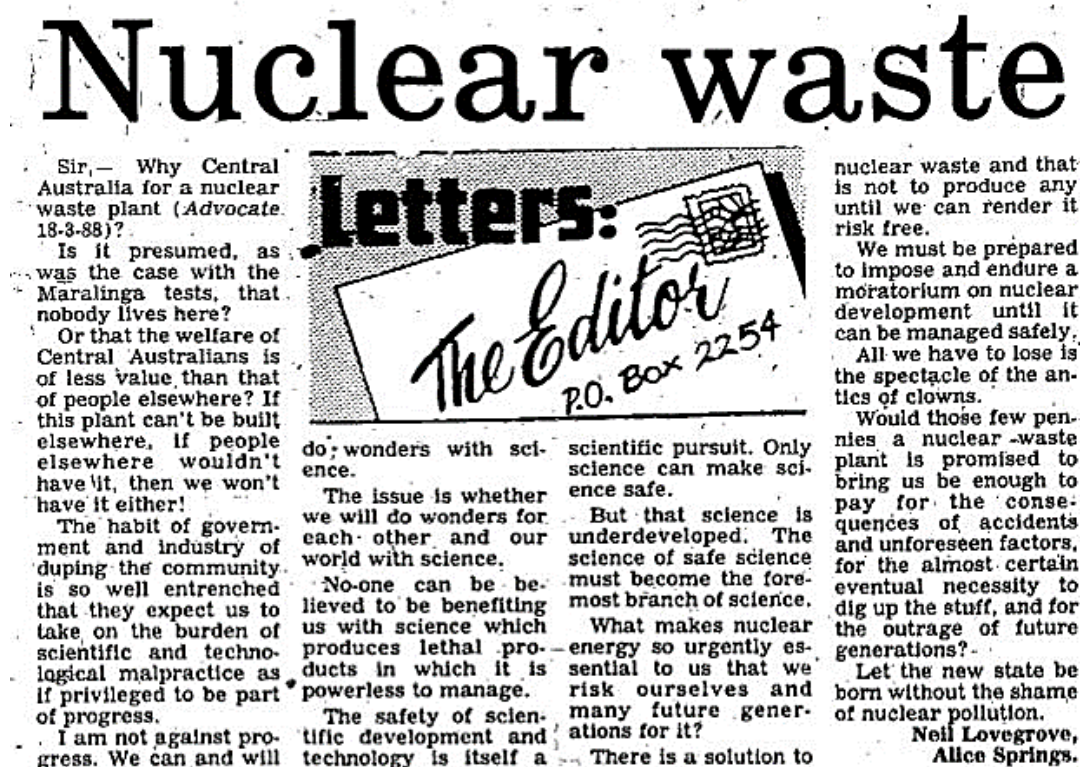 Nuclear waste
Sir,— Why Central
Australia for a nuclear
waste plant (Advocate
18-3-88)?
Is it presumed, as
was the case with the
Maralinga tests, that
nobody lives here?
Or that the welfare of
Central Australians is
of less value than that
of people elsewhere? If
this plant can't be built
elsewhere, if people
elsewhere wouldn't
have it, then we won't
have it either!
The habit of govern-
ment and industry of
duping the community
is so well entrenched
that they expect us to
take on the burden of
scientific and techno-
logical malpractice as
if privileged to be part
of progress.
I am not against pro-
gress. We can and will
Letters:
The Editor
P.O. Box 2254
do wonders with sci-
ence.
The issue is whether
we will do wonders for
each other and our
world with science.
No-one can be be-
lieved to be benefiting
us with science which
produces lethal pro-
ducts in which it is
powerless to manage.
The safety of scien-
tific development and
technology is itself a
scientific pursuit. Only
science can make sci-
ence safe.
But that science is
underdeveloped. The
science of safe science
must become the fore-
most branch of science.
What makes nuclear
energy so urgently es-
sential to us that we
risk ourselves and
many future gener-
ations for it?
There is a solution to
nuclear waste and that
is not to produce any
until we can render it
risk free.
We must be prepared
to impose and endure a
moratorium on nuclear
development until it
can be managed safely.
All we have to lose is
the spectacle of the an-
tics of clowns.
Would those few pen-
nies a nuclear waste
plant is promised to
bring us be enough to
pay for the conse-
quences of accidents
and unforeseen factors,
for the almost certain
eventual necessity to
dig up the stuff, and for
the outrage of future
generations?
Let the new state be
born without the shame
of nuclear pollution.
Neil Lovegrove,
Alice Springs.